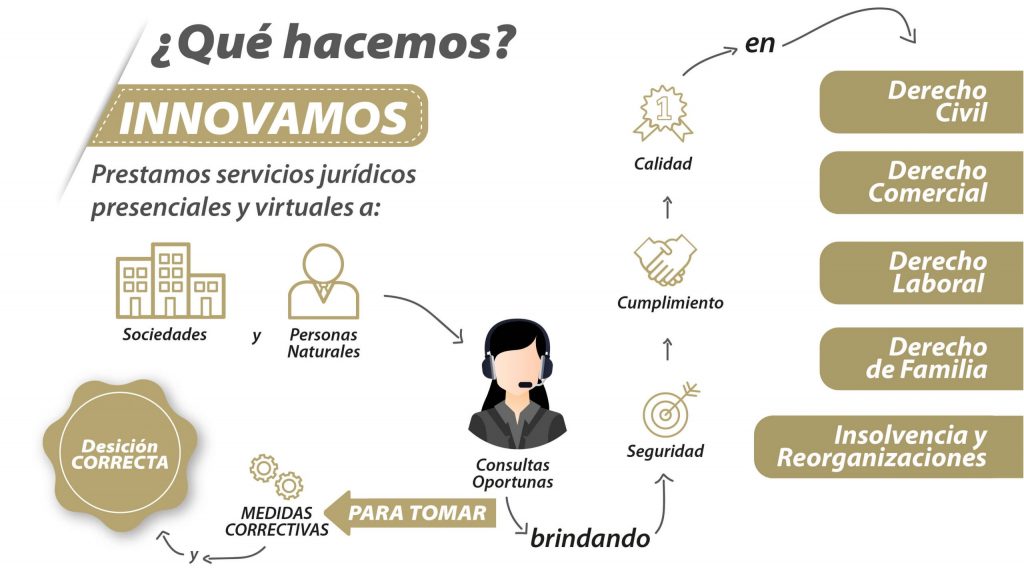 ¿Qué hacemos?
INNOVAMOS
Prestamos servicios jurídicos
presenciales y virtuales a:
Sociedades
y
Personas
Naturales
Consultas
Oportunas
PARA TOMAR
MEDIDAS
CORRECTIVAS
y
Desición
CORRECTA
brindando
Seguridad
Cumplimiento
1
Calidad
en
Derecho
Civil
Derecho
Comercial
Derecho
Laboral
Derecho
de Familia
Insolvencia y
Reorganizaciones